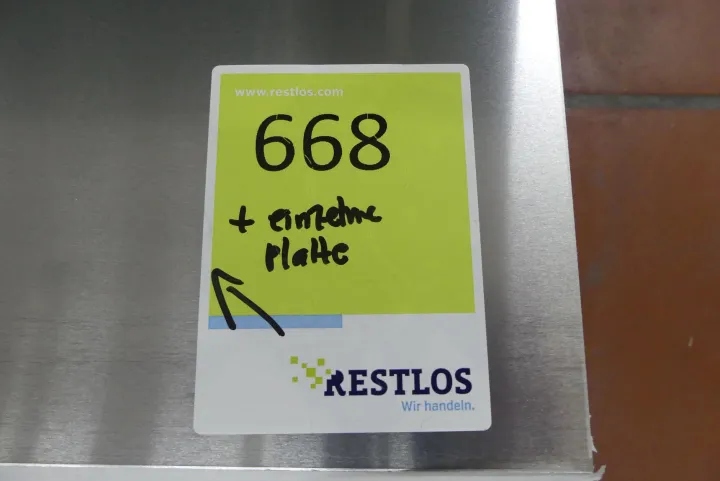 www.restlos.com
668
+ einzelne
Platte
RESTLOS
Wir handeln.